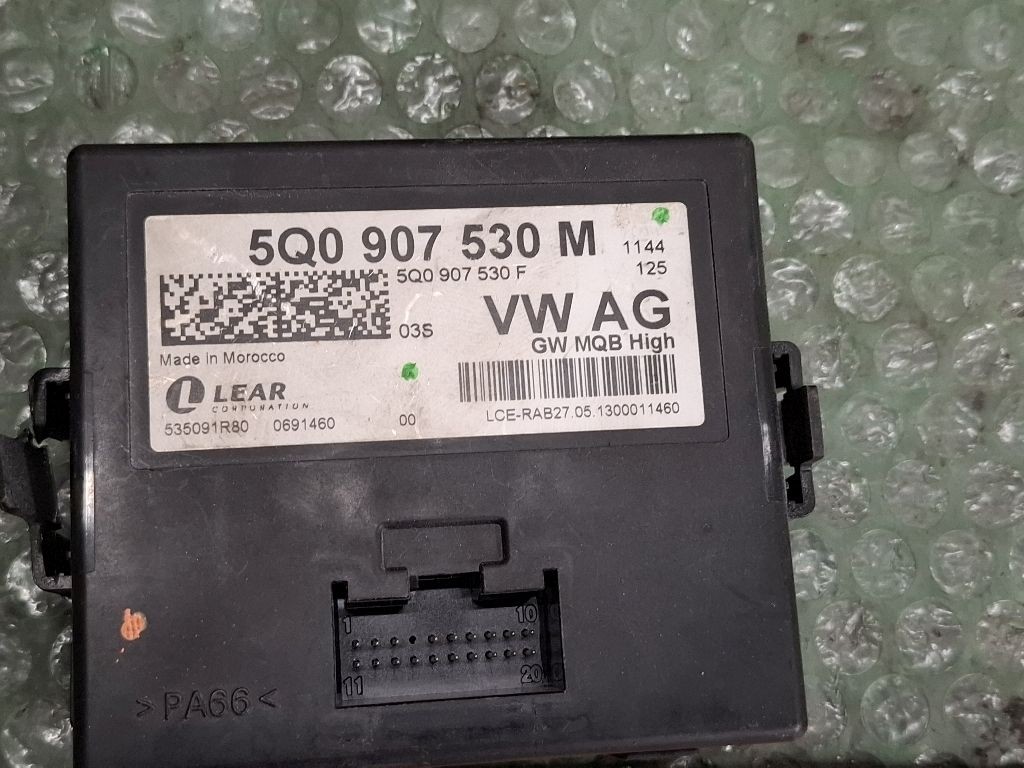 5Q0 907 530 M
1144
5Q0 907 530 F
125
03S
VW AG
GW MQB High
Made in Morocco
LEAR
CORPORATION
535091R80 0691460 00
LCE-RAB27.05.1300011460
1 10
11 20
>PA66<